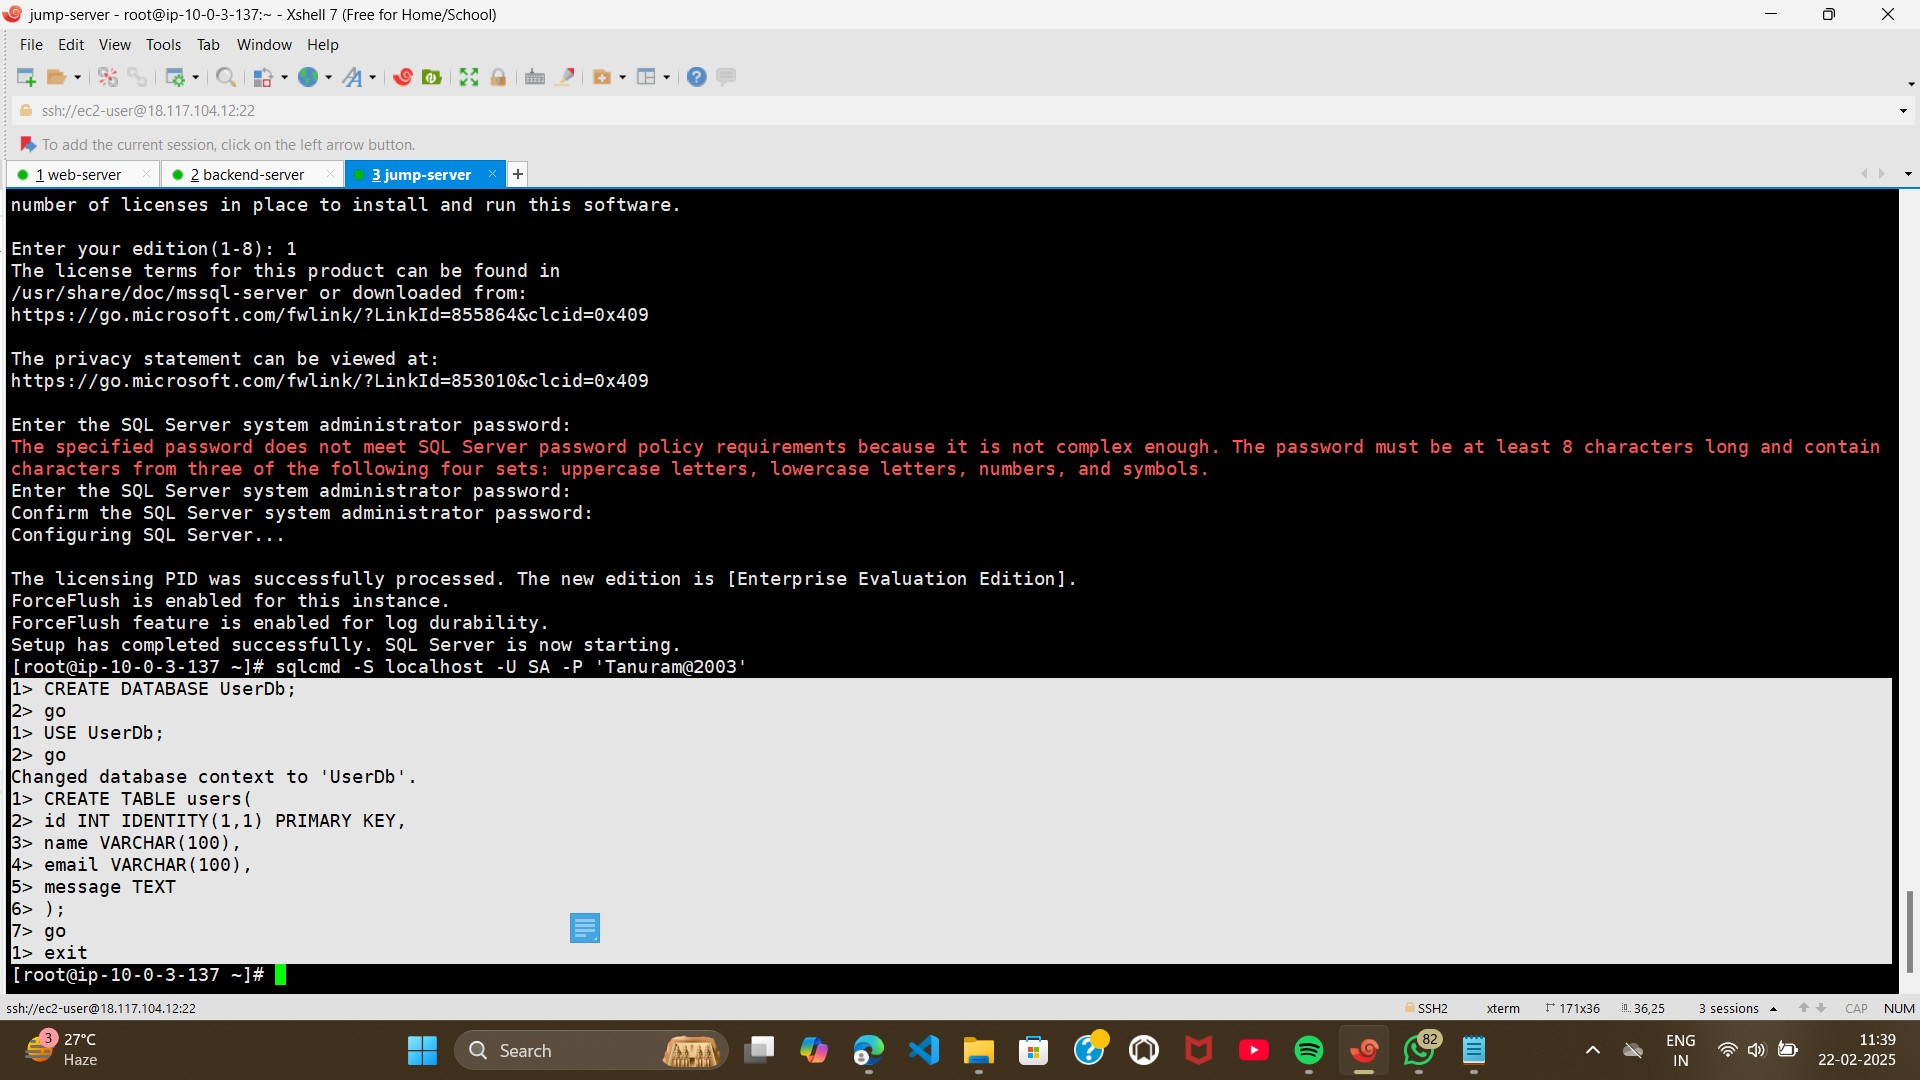 jump-server - root@ip-10-0-3-137:~ - Xshell 7 (Free for Home/School)
File Edit View Tools Tab Window Help
ssh://ec2-user@18.117.104.12:22
To add the current session, click on the left arrow button.
1 web-server 2 backend-server 3 jump-server
number of licenses in place to install and run this software.
Enter your edition(1-8): 1
The license terms for this product can be found in
/usr/share/doc/mssql-server or downloaded from:
https://go.microsoft.com/fwlink/?LinkId=855864&clcid=0x409
The privacy statement can be viewed at:
https://go.microsoft.com/fwlink/?LinkId=853010&clcid=0x409
Enter the SQL Server system administrator password:
The specified password does not meet SQL Server password policy requirements because it is not complex enough. The password must be at least 8 characters long and contain
characters from three of the following four sets: uppercase letters, lowercase letters, numbers, and symbols.
Enter the SQL Server system administrator password:
Confirm the SQL Server system administrator password:
Configuring SQL Server...
The licensing PID was successfully processed. The new edition is [Enterprise Evaluation Edition].
ForceFlush is enabled for this instance.
ForceFlush feature is enabled for log durability.
Setup has completed successfully. SQL Server is now starting.
[root@ip-10-0-3-137 ~]# sqlcmd -S localhost -U SA -P 'Tanuram@2003'
1> CREATE DATABASE UserDb;
2> go
1> USE UserDb;
2> go
Changed database context to 'UserDb'.
1> CREATE TABLE users(
2> id INT IDENTITY(1,1) PRIMARY KEY,
3> name VARCHAR(100),
4> email VARCHAR(100),
5> message TEXT
6> );
7> go
1> exit
[root@ip-10-0-3-137 ~]#
ssh://ec2-user@18.117.104.12:22 SSH2 xterm 171x36 36,25 3 sessions CAP NUM
3 27°C
Haze
Search
82
ENG
IN
11:39
22-02-2025